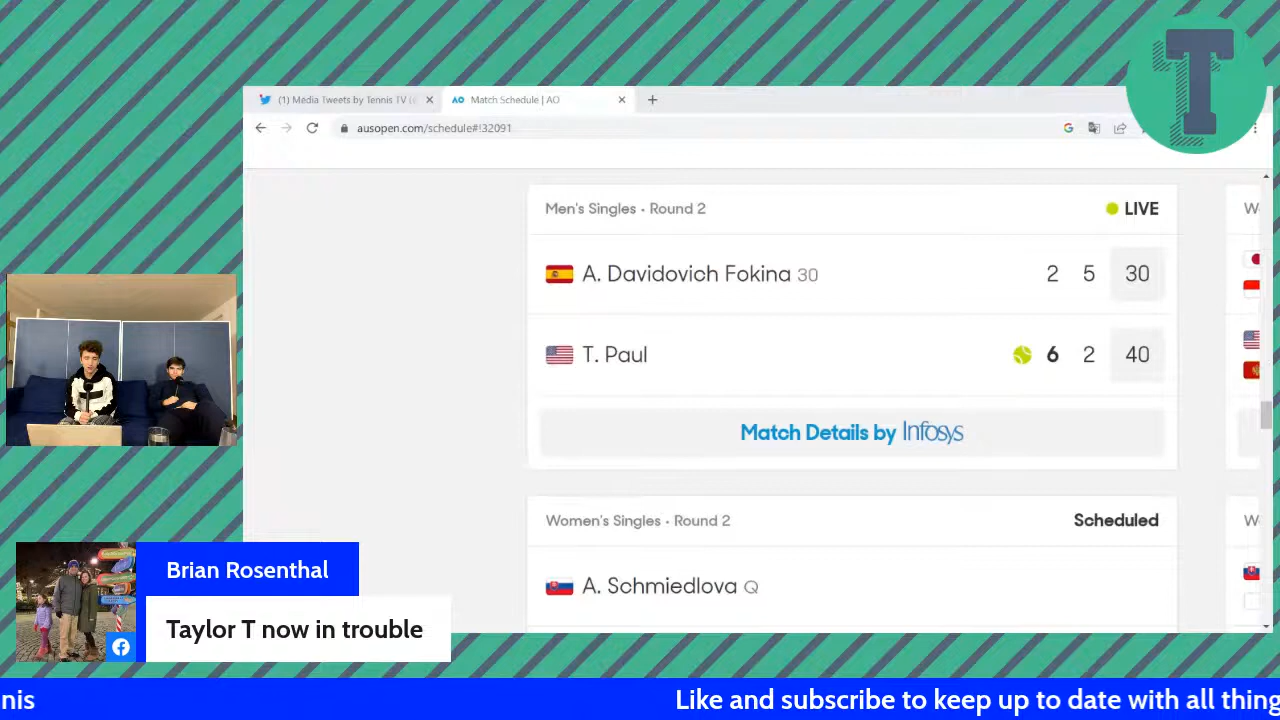 T
(1) Media Tweets by Tennis TV (
Match Schedule | AO
ausopen.com/schedule#!32091
Men's Singles • Round 2
LIVE
A. Davidovich Fokina 30
2 5 30
T. Paul
6 2 40
Match Details by Infosys
Women's Singles • Round 2
Scheduled
A. Schmiedlova Q
W
W
Brian Rosenthal
Taylor T now in trouble
nis
Like and subscribe to keep up to date with all thing